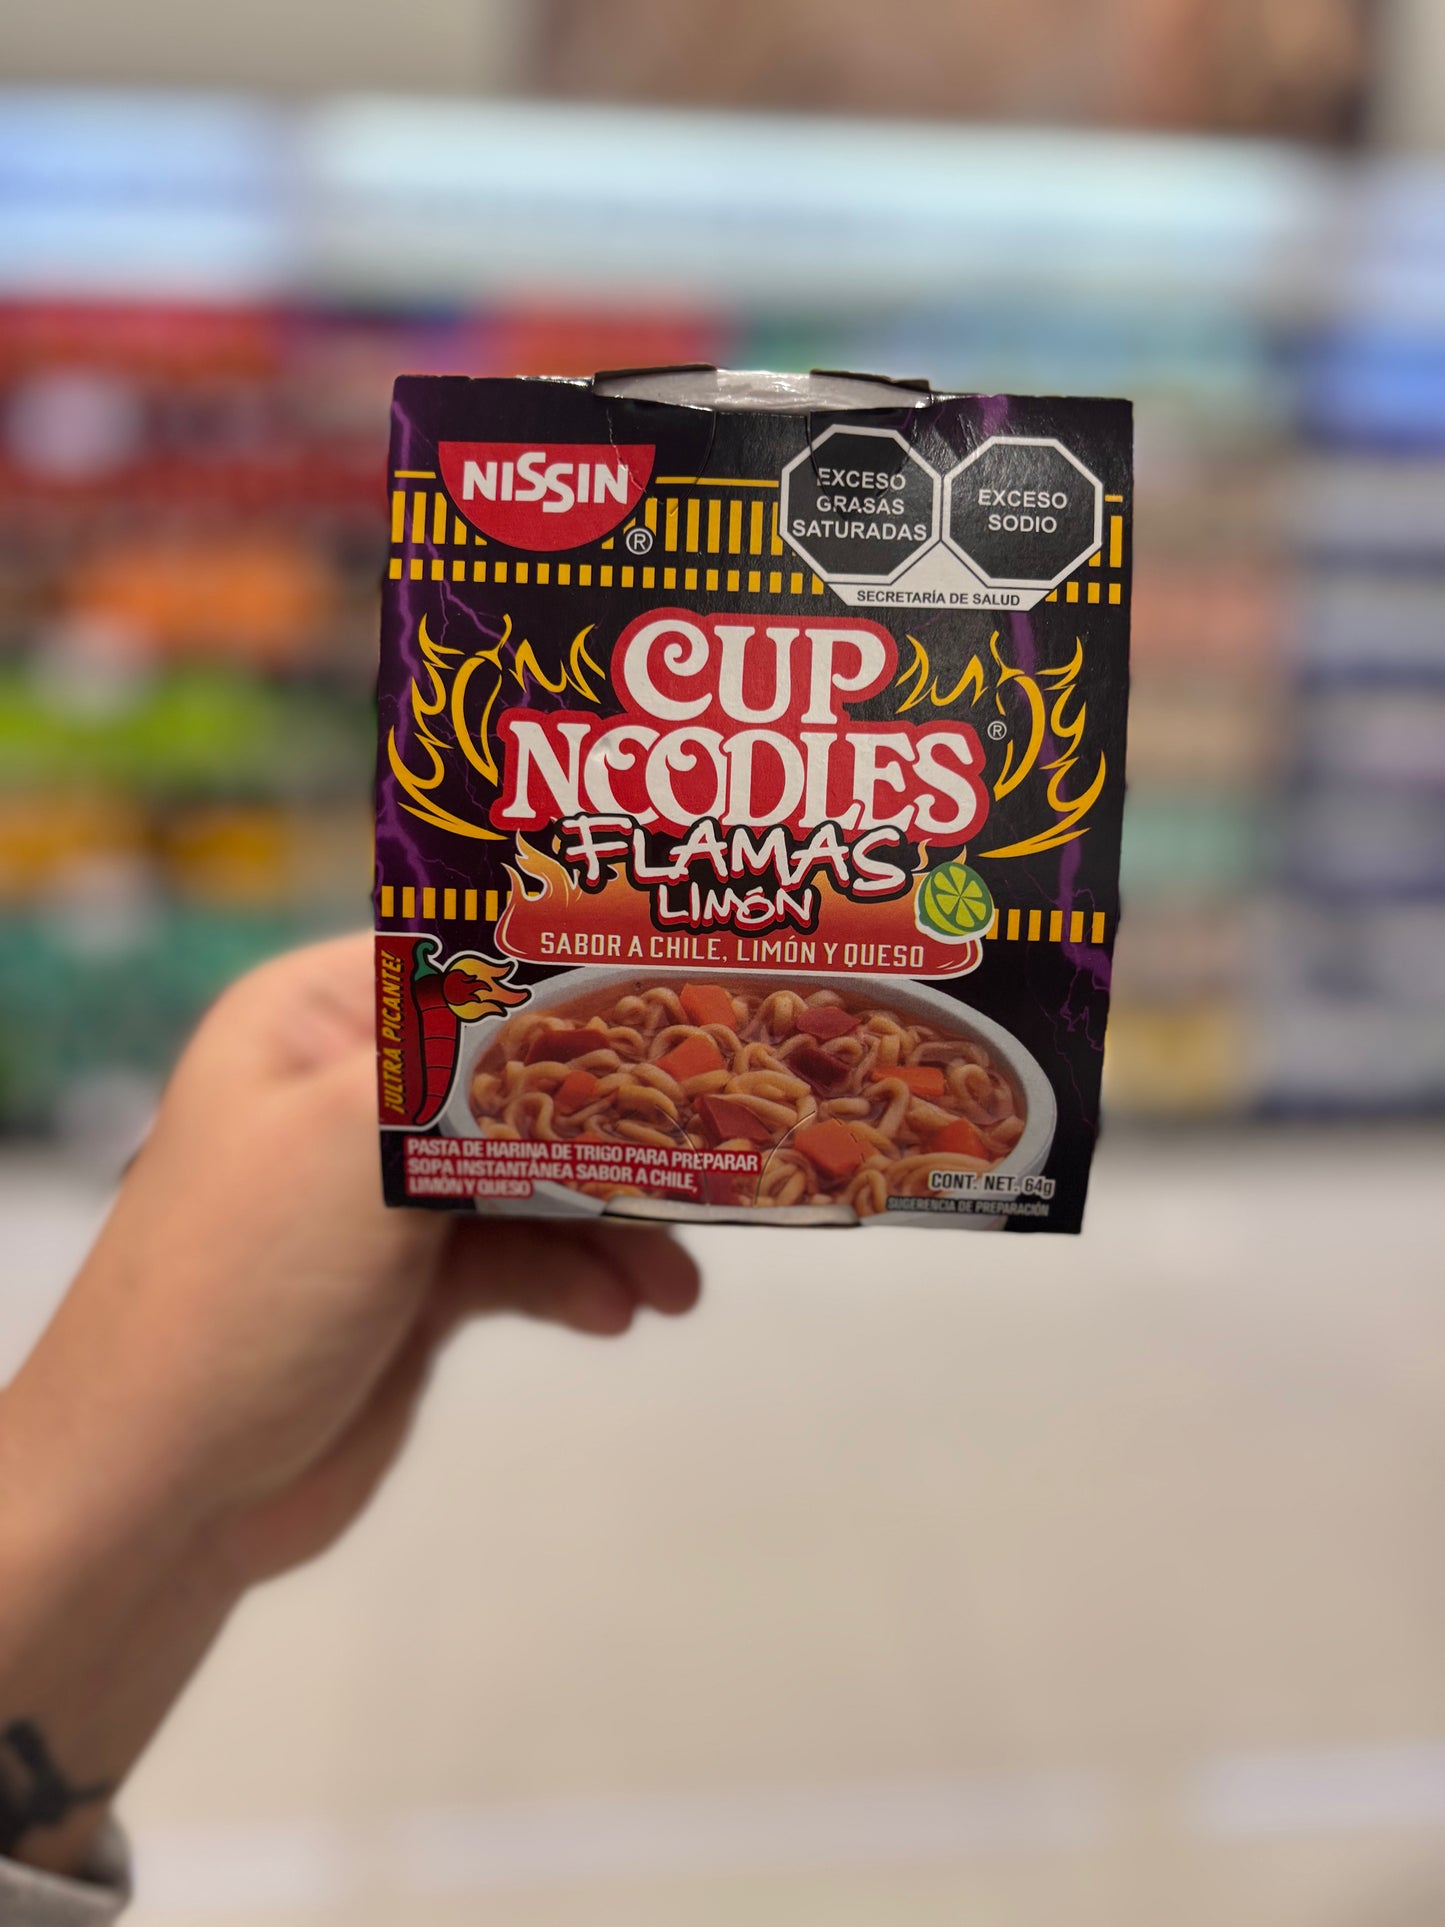 NISSIN
®
EXCESO
GRASAS
SATURADAS
EXCESO
SODIO
SECRETARÍA DE SALUD
CUP
NOODLES
®
FLAMAS
LIMÓN
SABOR A CHILE, LIMÓN Y QUESO
¡ULTRA PICANTE!
PASTA DE HARINA DE TRIGO PARA PREPARAR
SOPA INSTANTÁNEA SABOR A CHILE,
LIMÓN Y QUESO
CONT. NET. 64g
SUGERENCIA DE PREPARACIÓN